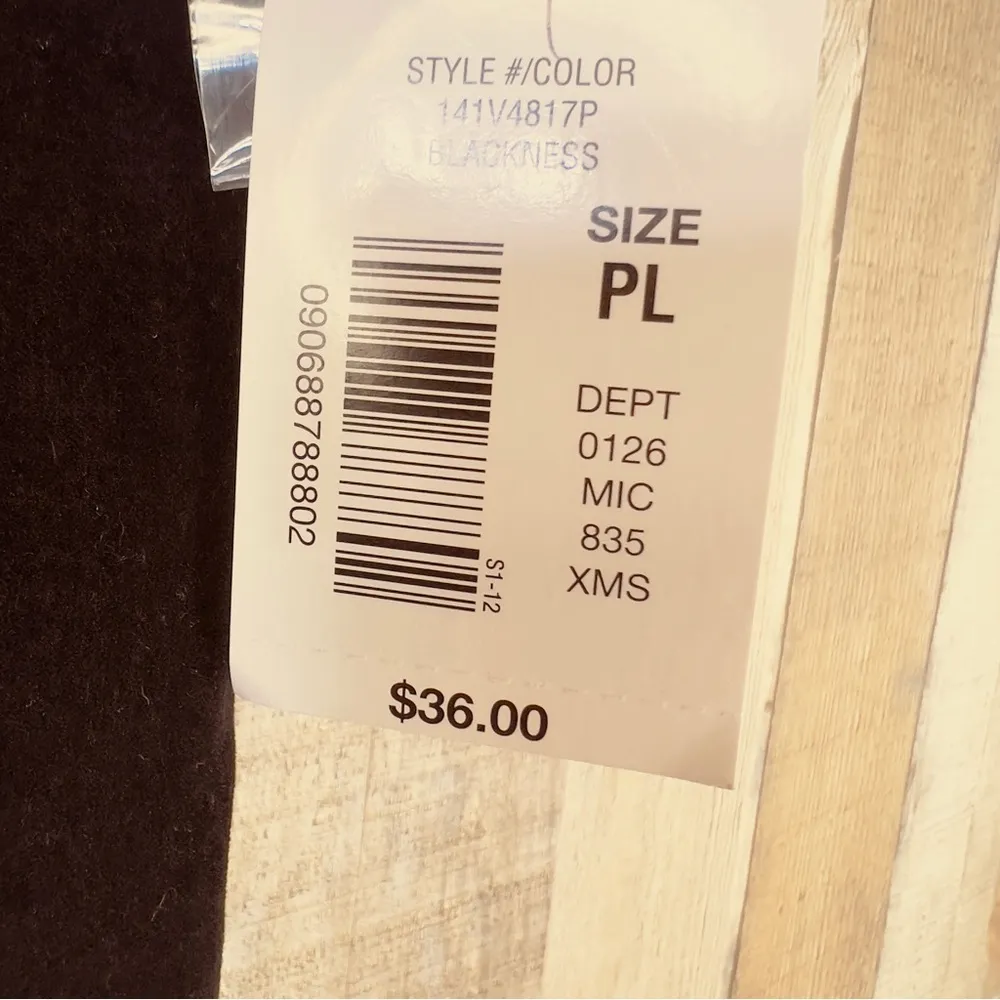 STYLE #/COLOR
141V4817P
BLACKNESS
SIZE
PL
090688788802
DEPT
0126
MIC
835
XMS
S1-12
$36.00